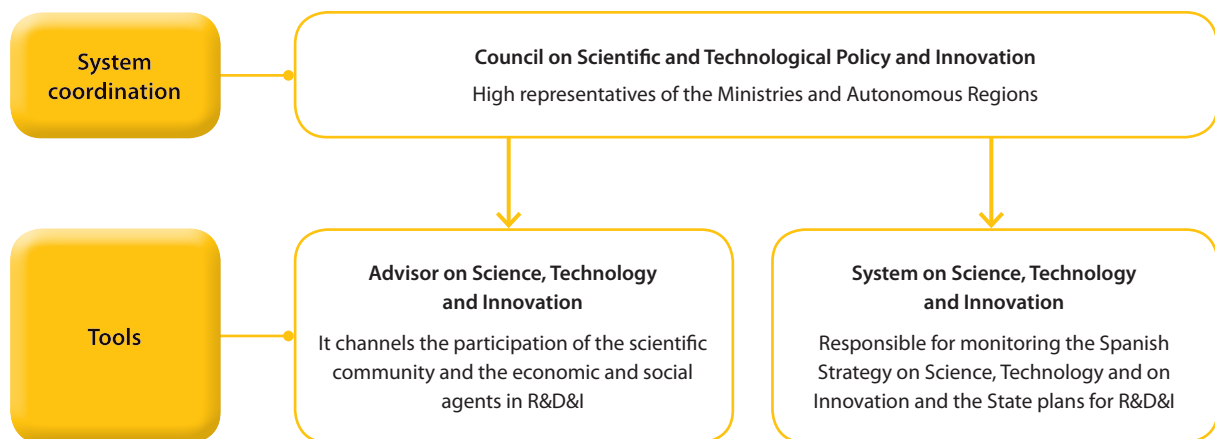 System
coordination
Council on Scientific and Technological Policy and Innovation
High representatives of the Ministries and Autonomous Regions
Tools
Advisor on Science, Technology
and Innovation
It channels the participation of the scientific
community and the economic and social
agents in R&D&I
System on Science, Technology
and Innovation
Responsible for monitoring the Spanish
Strategy on Science, Technology and on
Innovation and the State plans for R&D&I